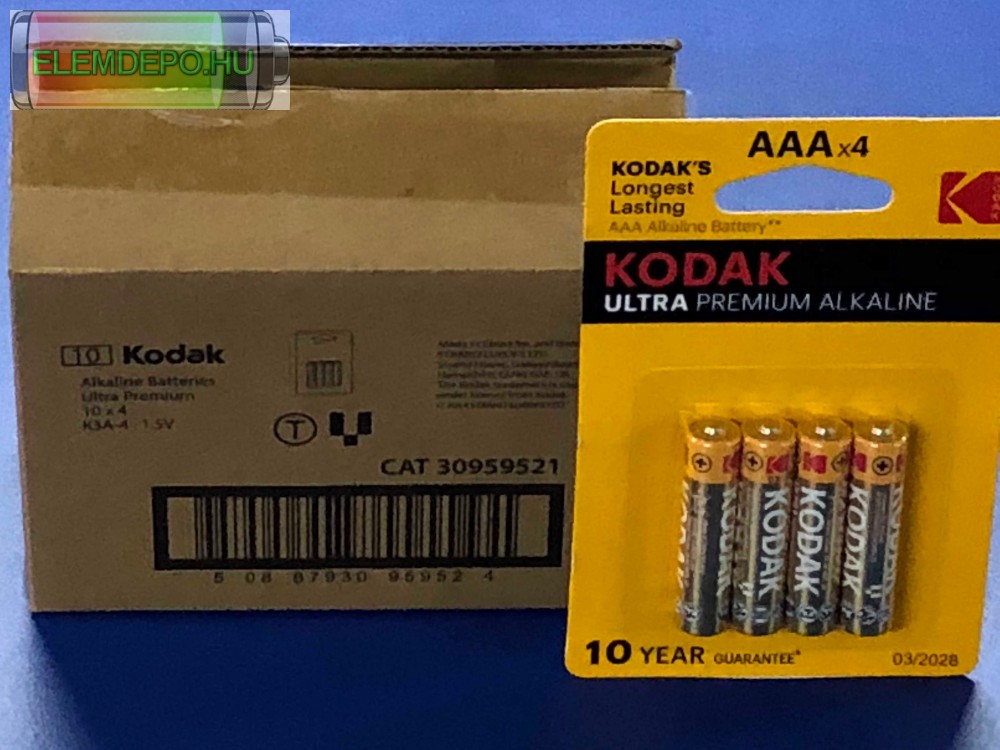 ELEMDEPO.HU
10 Kodak
Alkaline Batteries
Ultra Premium
10 x 4
K3A-4 1.5V
T
CAT 30959521
5 08 87930 95952 4
AAA x4
KODAK'S
Longest
Lasting
AAA Alkaline Battery**
KODAK
ULTRA PREMIUM ALKALINE
KODAK
KODAK
KODAK
10 YEAR GUARANTEE*
03/2028